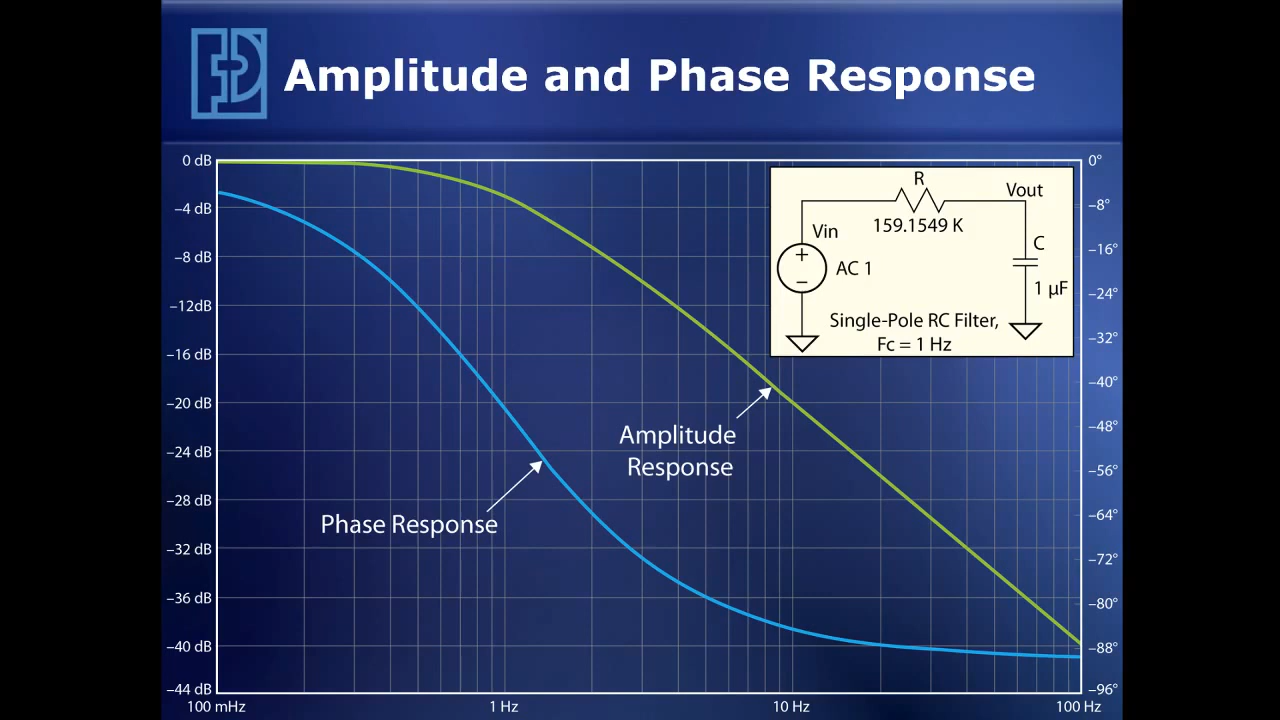 Amplitude and Phase Response
0 dB
–4 dB
–8 dB
–12dB
–16 dB
–20 dB
–24 dB
–28 dB
–32 dB
–36 dB
–40 dB
–44 dB
0°
–8°
–16°
–24°
–32°
–40°
–48°
–56°
–64°
–72°
–80°
–88°
–96°
100 mHz
1 Hz
10 Hz
100 Hz
R
Vout
159.1549 K
Vin
+
C
AC 1
–
1 µF
Single-Pole RC Filter,
Fc = 1 Hz
Amplitude
Response
Phase Response